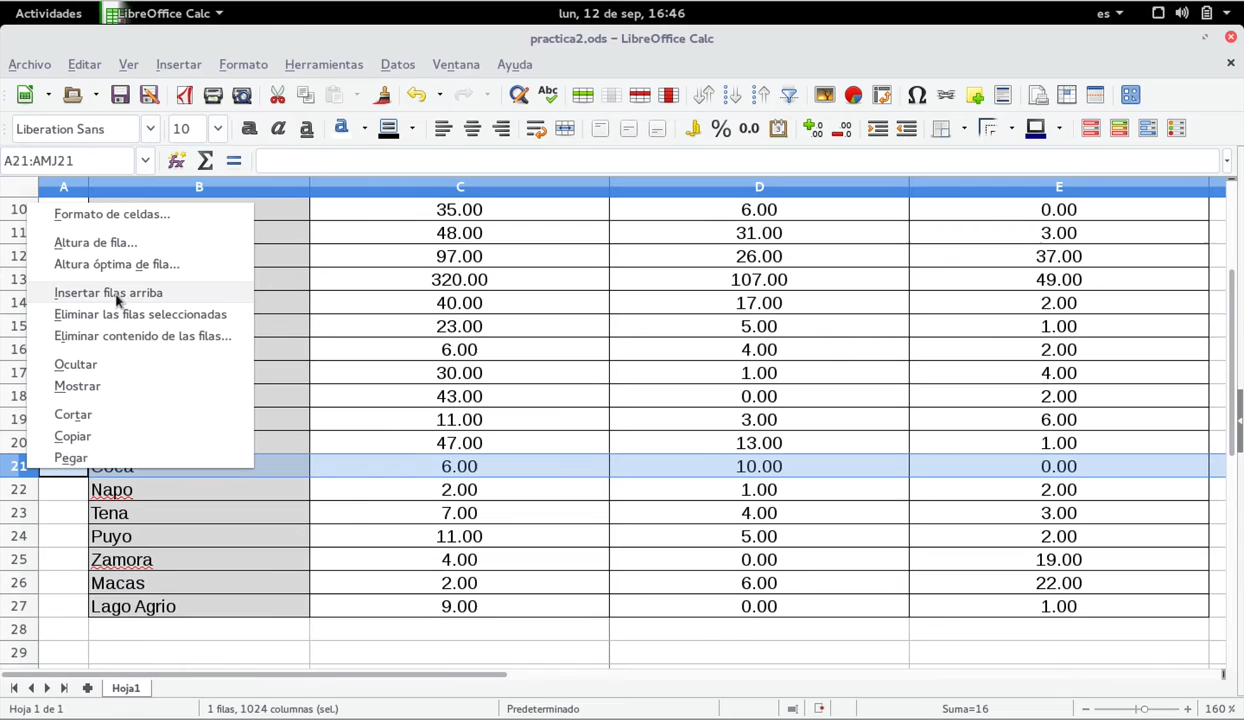 Actividades LibreOffice Calc lun, 12 de sep, 16:46 es
practica2.ods – LibreOffice Calc
Archivo Editar Ver Insertar Formato Herramientas Datos Ventana Ayuda
Liberation Sans 10
A21:AMJ21
A B C D E
10 35.00 6.00 0.00
11 48.00 31.00 3.00
12 97.00 26.00 37.00
13 320.00 107.00 49.00
14 40.00 17.00 2.00
15 23.00 5.00 1.00
16 6.00 4.00 2.00
17 30.00 1.00 4.00
18 43.00 0.00 2.00
19 11.00 3.00 6.00
20 47.00 13.00 1.00
21 Coca 6.00 10.00 0.00
22 Napo 2.00 1.00 2.00
23 Tena 7.00 4.00 3.00
24 Puyo 11.00 5.00 2.00
25 Zamora 4.00 0.00 19.00
26 Macas 2.00 6.00 22.00
27 Lago Agrio 9.00 0.00 1.00
28
29
Formato de celdas...
Altura de fila...
Altura óptima de fila...
Insertar filas arriba
Eliminar las filas seleccionadas
Eliminar contenido de las filas...
Ocultar
Mostrar
Cortar
Copiar
Pegar
Hoja1
Hoja 1 de 1 1 filas, 1024 columnas (sel.) Predeterminado Suma=16 160 %